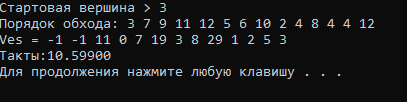 Стартовая вершина > 3
Порядок обхода: 3 7 9 11 12 5 6 10 2 4 8 4 4 12
Ves = -1 -1 11 0 7 19 3 8 29 1 2 5 3
Такты:10.59900
Для продолжения нажмите любую клавишу . . .